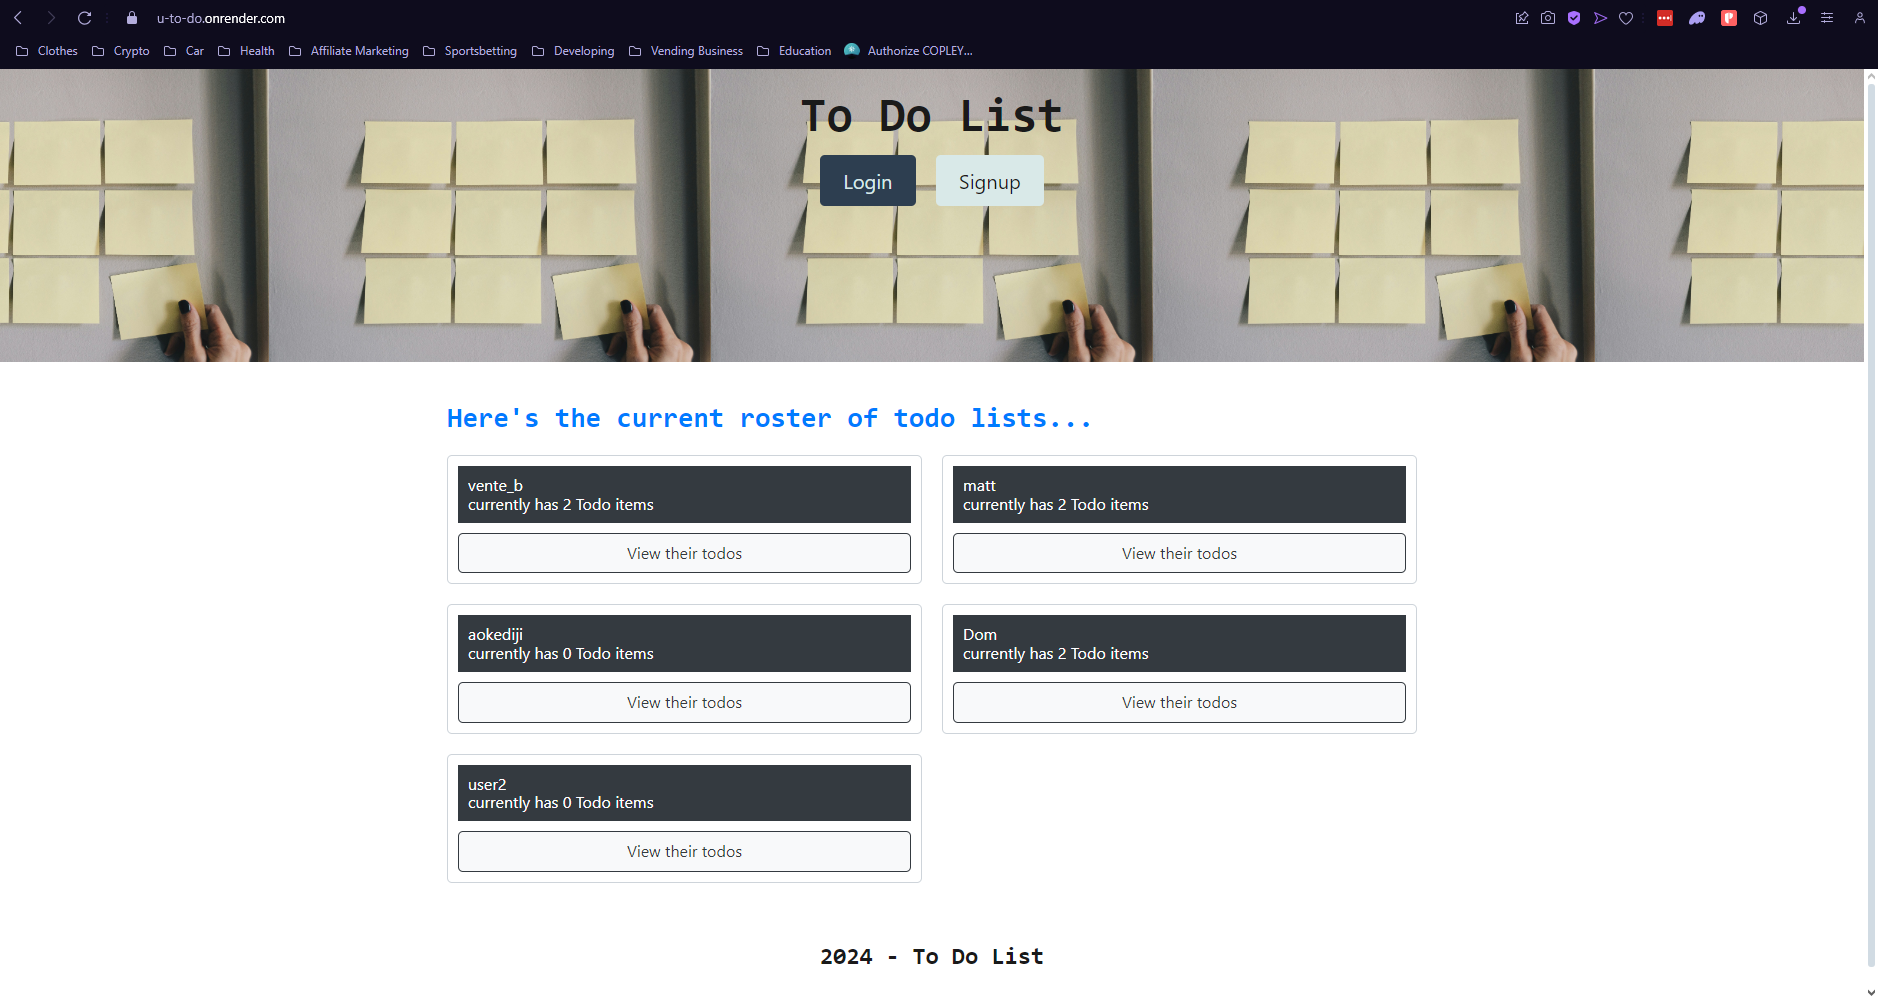 u-to-do.onrender.com
Clothes Crypto Car Health Affiliate Marketing Sportsbetting Developing Vending Business Education Authorize COPLEY...
To Do List
Login Signup
Here's the current roster of todo lists...
vente_b
currently has 2 Todo items
View their todos
matt
currently has 2 Todo items
View their todos
aokediji
currently has 0 Todo items
View their todos
Dom
currently has 2 Todo items
View their todos
user2
currently has 0 Todo items
View their todos
2024 - To Do List